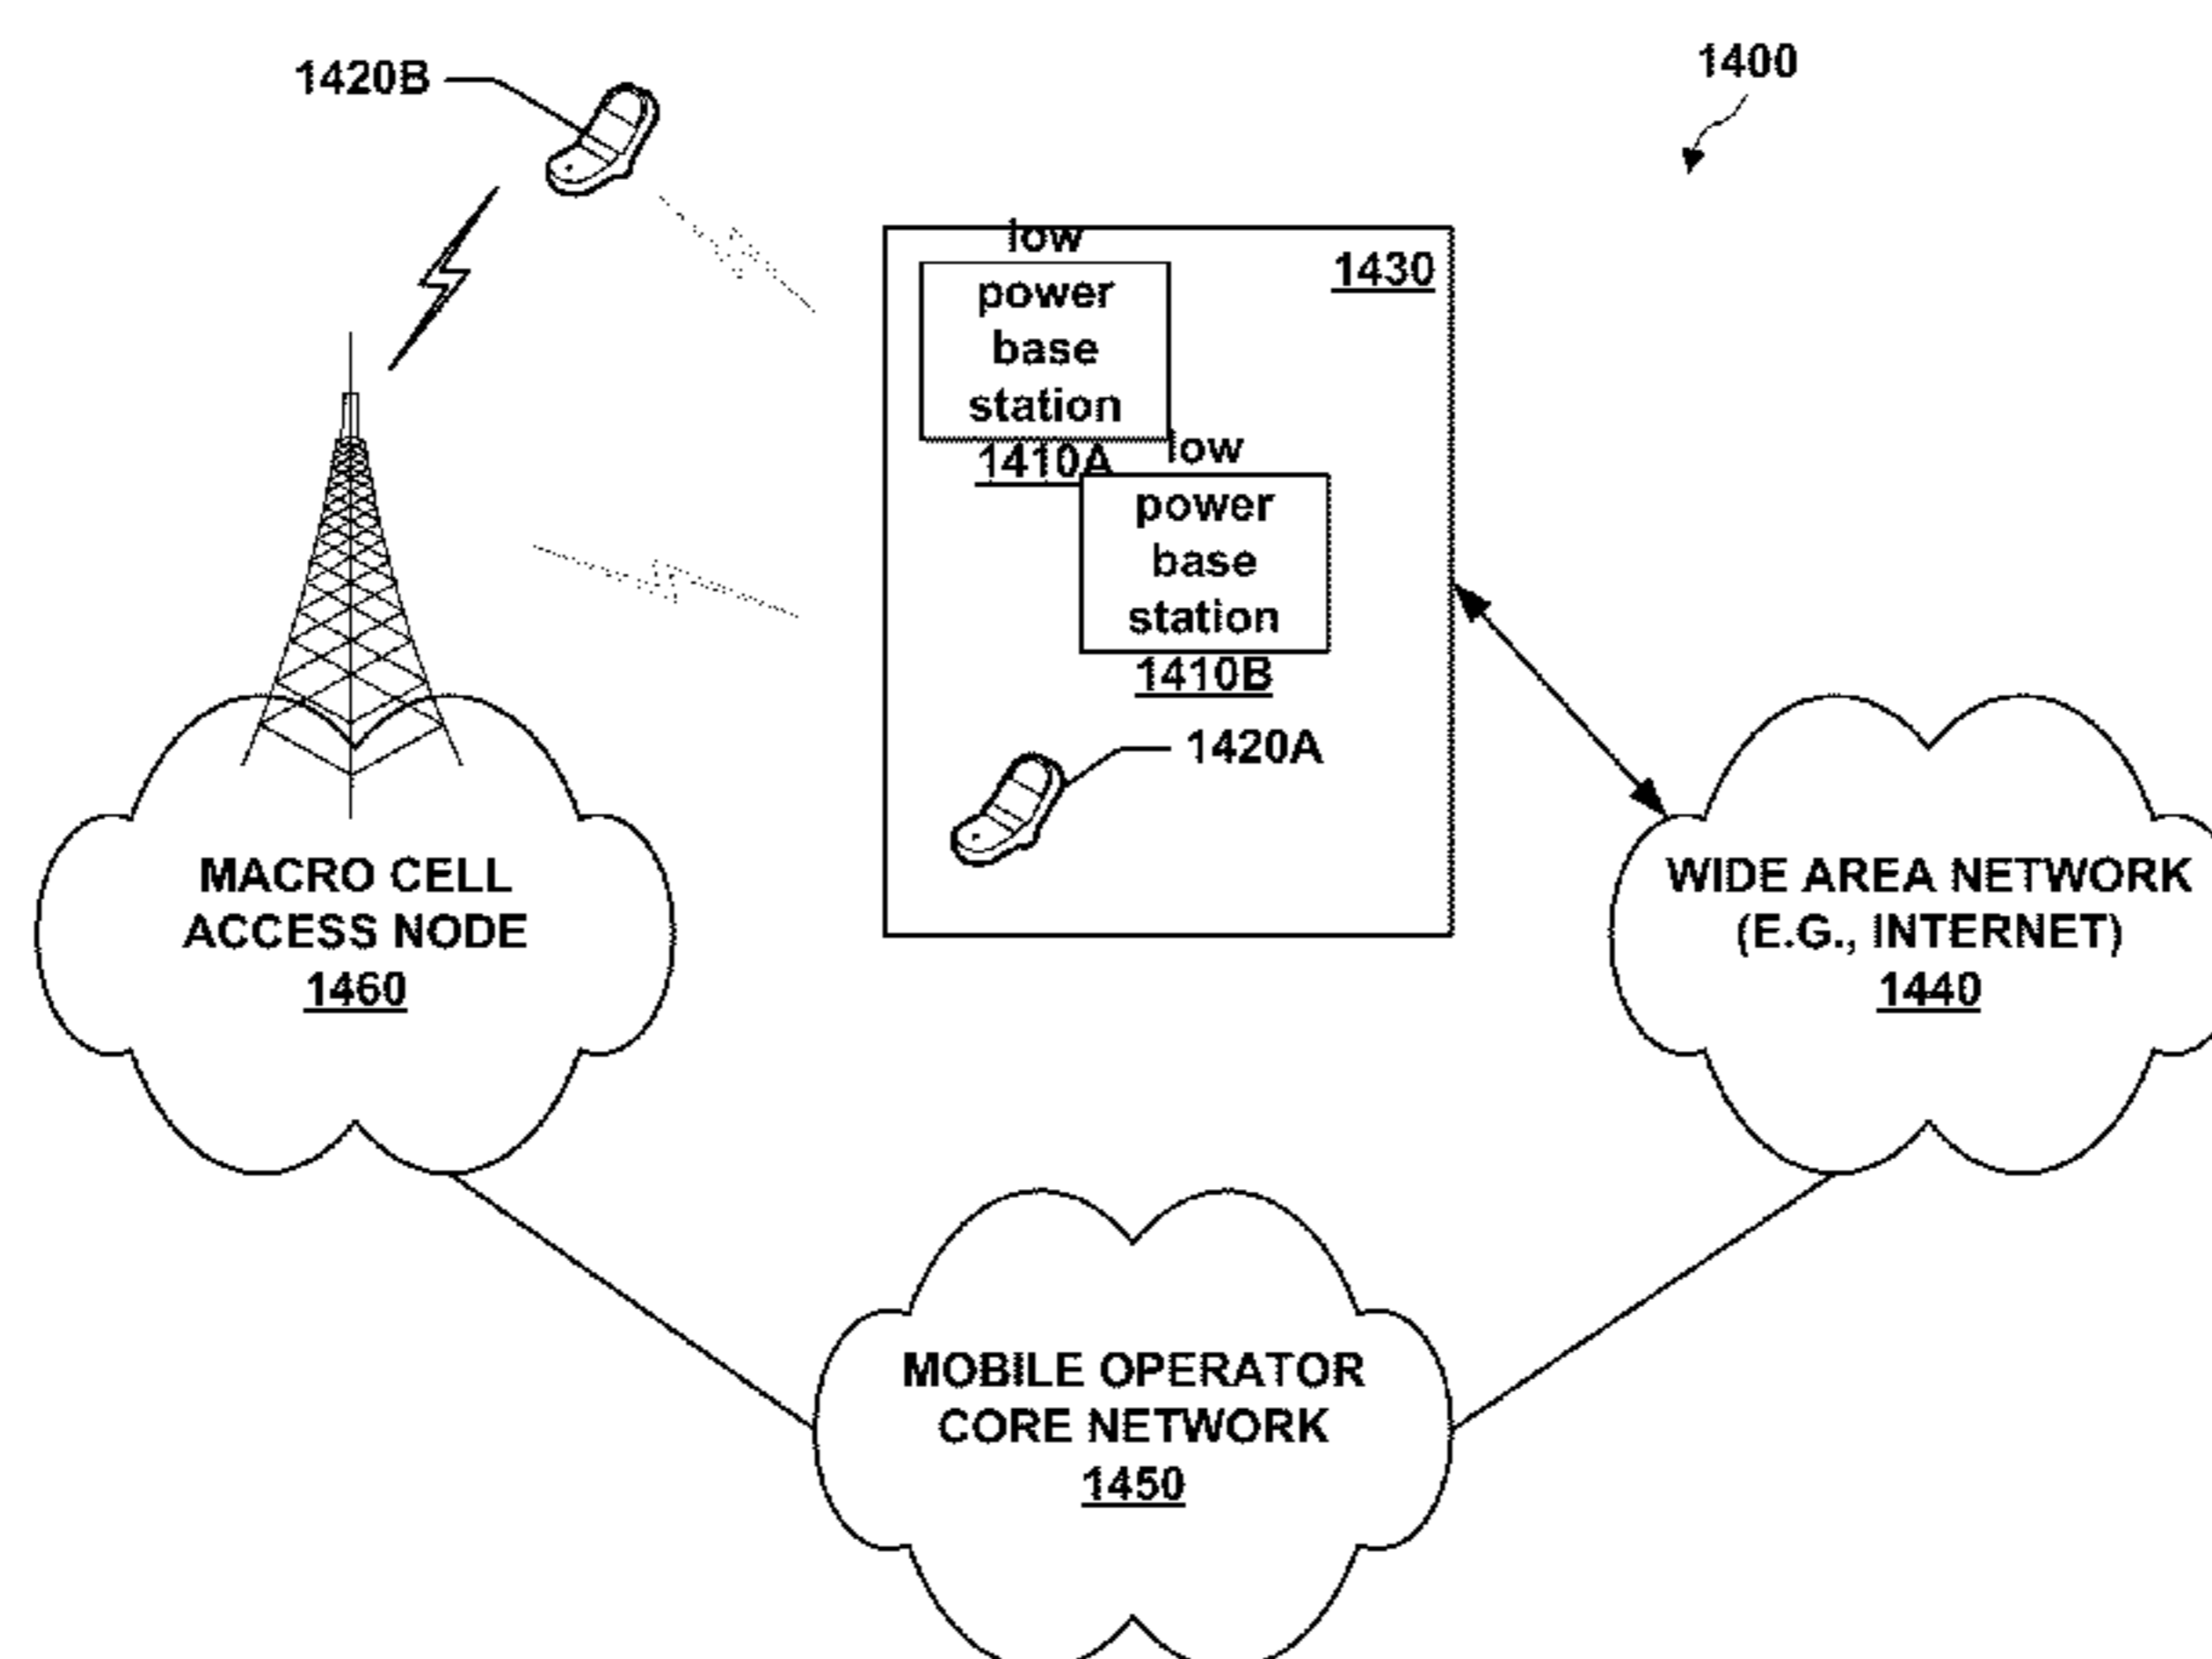 1420B
1400
low
power
base
station
1410A
1430
low
power
base
station
1410B
1420A
MACRO CELL
ACCESS NODE
1460
WIDE AREA NETWORK
(E.G., INTERNET)
1440
MOBILE OPERATOR
CORE NETWORK
1450